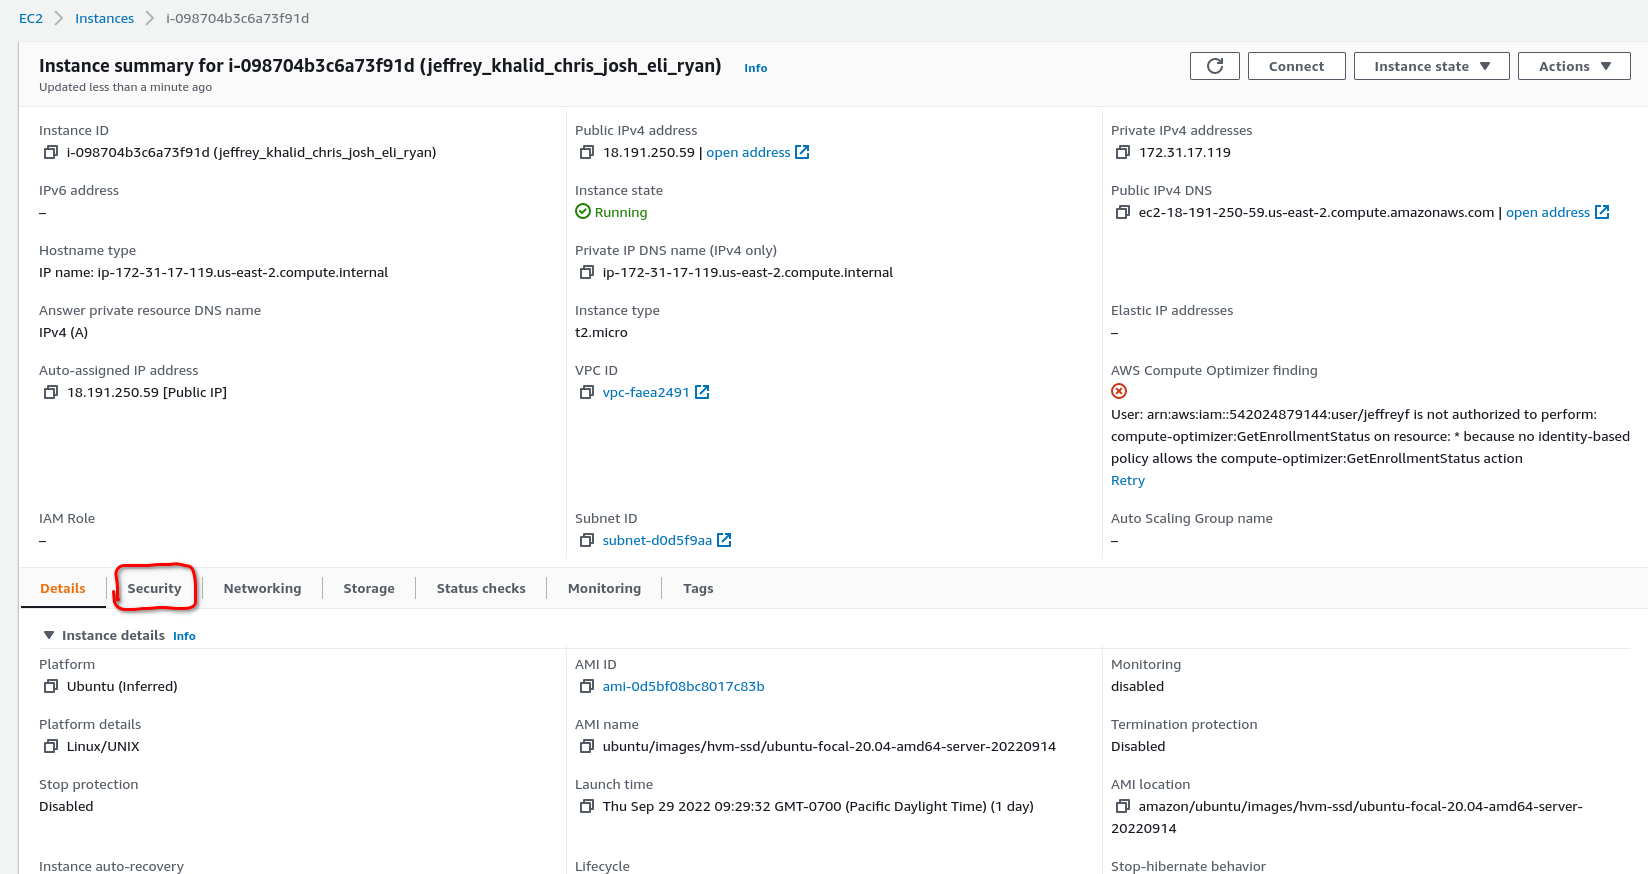 EC2 > Instances > i-098704b3c6a73f91d
Instance summary for i-098704b3c6a73f91d (jeffrey_khalid_chris_josh_eli_ryan) Info
Updated less than a minute ago
Connect
Instance state
Actions
Instance ID
i-098704b3c6a73f91d (jeffrey_khalid_chris_josh_eli_ryan)
Public IPv4 address
18.191.250.59 | open address
Private IPv4 addresses
172.31.17.119
IPv6 address
–
Instance state
Running
Public IPv4 DNS
ec2-18-191-250-59.us-east-2.compute.amazonaws.com | open address
Hostname type
IP name: ip-172-31-17-119.us-east-2.compute.internal
Private IP DNS name (IPv4 only)
ip-172-31-17-119.us-east-2.compute.internal
Answer private resource DNS name
IPv4 (A)
Instance type
t2.micro
Elastic IP addresses
–
Auto-assigned IP address
18.191.250.59 [Public IP]
VPC ID
vpc-faea2491
AWS Compute Optimizer finding
User: arn:aws:iam::542024879144:user/jeffreyf is not authorized to perform:
compute-optimizer:GetEnrollmentStatus on resource: * because no identity-based
policy allows the compute-optimizer:GetEnrollmentStatus action
Retry
IAM Role
–
Subnet ID
subnet-d0d5f9aa
Auto Scaling Group name
–
Details
Security
Networking
Storage
Status checks
Monitoring
Tags
Instance details Info
Platform
Ubuntu (Inferred)
AMI ID
ami-0d5bf08bc8017c83b
Monitoring
disabled
Platform details
Linux/UNIX
AMI name
ubuntu/images/hvm-ssd/ubuntu-focal-20.04-amd64-server-20220914
Termination protection
Disabled
Stop protection
Disabled
Launch time
Thu Sep 29 2022 09:29:32 GMT-0700 (Pacific Daylight Time) (1 day)
AMI location
amazon/ubuntu/images/hvm-ssd/ubuntu-focal-20.04-amd64-server-
20220914
Instance auto-recovery
Lifecycle
Stop-hibernate behavior